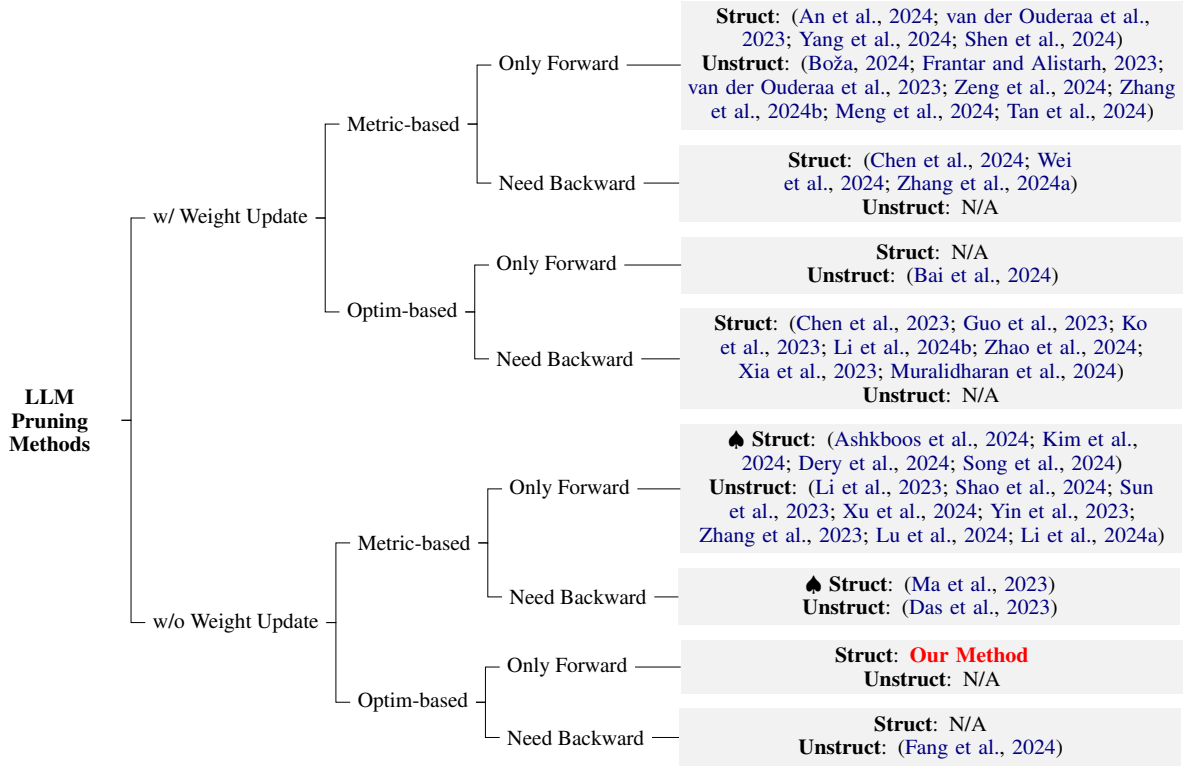 Struct: (An et al., 2024; van der Ouderaa et al.,
2023; Yang et al., 2024; Shen et al., 2024)
Only Forward
Unstruct: (Boža, 2024; Frantar and Alistarh, 2023;
van der Ouderaa et al., 2023; Zeng et al., 2024; Zhang
et al., 2024b; Meng et al., 2024; Tan et al., 2024)
Metric-based
Struct: (Chen et al., 2024; Wei
et al., 2024; Zhang et al., 2024a)
Need Backward
Unstruct: N/A
w/ Weight Update
Struct: N/A
Only Forward
Unstruct: (Bai et al., 2024)
Optim-based
Struct: (Chen et al., 2023; Guo et al., 2023; Ko
et al., 2023; Li et al., 2024b; Zhao et al., 2024;
Need Backward
Xia et al., 2023; Muralidharan et al., 2024)
Unstruct: N/A
LLM
Pruning
Methods
♠ Struct: (Ashkboos et al., 2024; Kim et al.,
2024; Dery et al., 2024; Song et al., 2024)
Only Forward
Unstruct: (Li et al., 2023; Shao et al., 2024; Sun
et al., 2023; Xu et al., 2024; Yin et al., 2023;
Zhang et al., 2023; Lu et al., 2024; Li et al., 2024a)
Metric-based
♠ Struct: (Ma et al., 2023)
Need Backward
Unstruct: (Das et al., 2023)
w/o Weight Update
Struct: Our Method
Only Forward
Unstruct: N/A
Optim-based
Struct: N/A
Need Backward
Unstruct: (Fang et al., 2024)